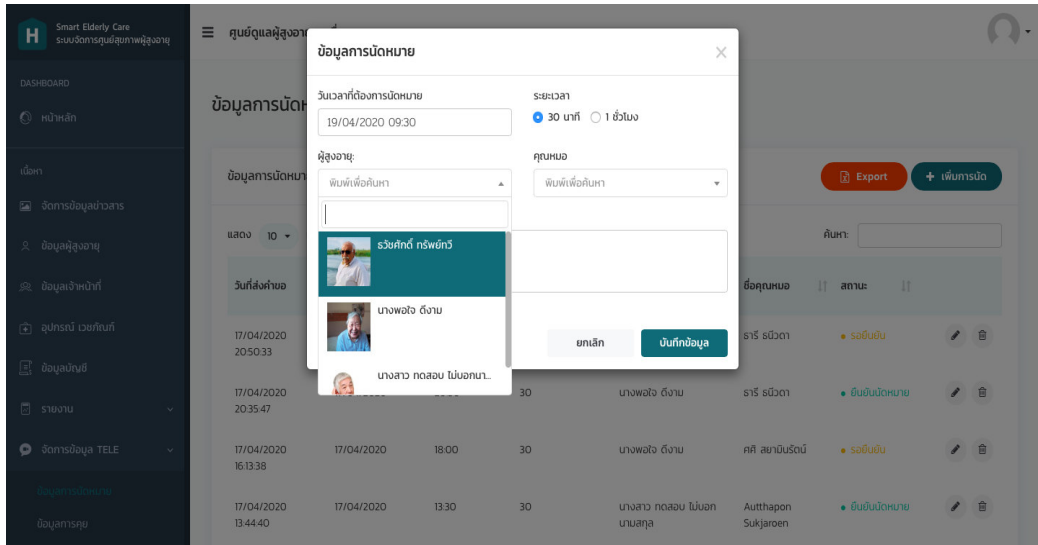 H
Smart Elderly Care
ระบบจัดการศูนย์สุขภาพผู้สูงอายุ
DASHBOARD
หน้าหลัก
เนื้อหา
จัดการข้อมูลข่าวสาร
ข้อมูลผู้สูงอายุ
ข้อมูลเจ้าหน้าที่
อุปกรณ์ เวชภัณฑ์
ข้อมูลบัญชี
รายงาน
จัดการข้อมูล TELE
ข้อมูลการนัดหมาย
ข้อมูลการคุย
ศูนย์ดูแลผู้สูงอา
ข้อมูลการนัดห
ข้อมูลการนัดหมา
Export
+ เพิ่มการนัด
แสดง 10
ค้นหา:
ข้อมูลการนัดหมาย
วันเวลาที่ต้องการนัดหมาย
19/04/2020 09:30
ระยะเวลา
30 นาที 1 ชั่วโมง
ผู้สูงอายุ:
พิมพ์เพื่อค้นหา
คุณหมอ
พิมพ์เพื่อค้นหา
ธวัชศักดิ์ ทรัพย์ทวี
นางพอใจ ดีงาม
นางสาว ทดสอบ ไม่บอกนา...
ยกเลิก
บันทึกข้อมูล
วันที่ส่งคำขอ ชื่อคุณหมอ สถานะ
17/04/2020 20:50:33 ธารี ธนิวดา รอยืนยัน
17/04/2020 20:35:47 30 นางพอใจ ดีงาม ธารี ธนิวดา ยืนยันนัดหมาย
17/04/2020 16:13:38 17/04/2020 18:00 30 นางพอใจ ดีงาม ศศิ สยามินรัตน์ รอยืนยัน
17/04/2020 13:44:40 17/04/2020 13:30 30 นางสาว ทดสอบ ไม่บอกนามสกุล Autthapon Sukjaroen ยืนยันนัดหมาย